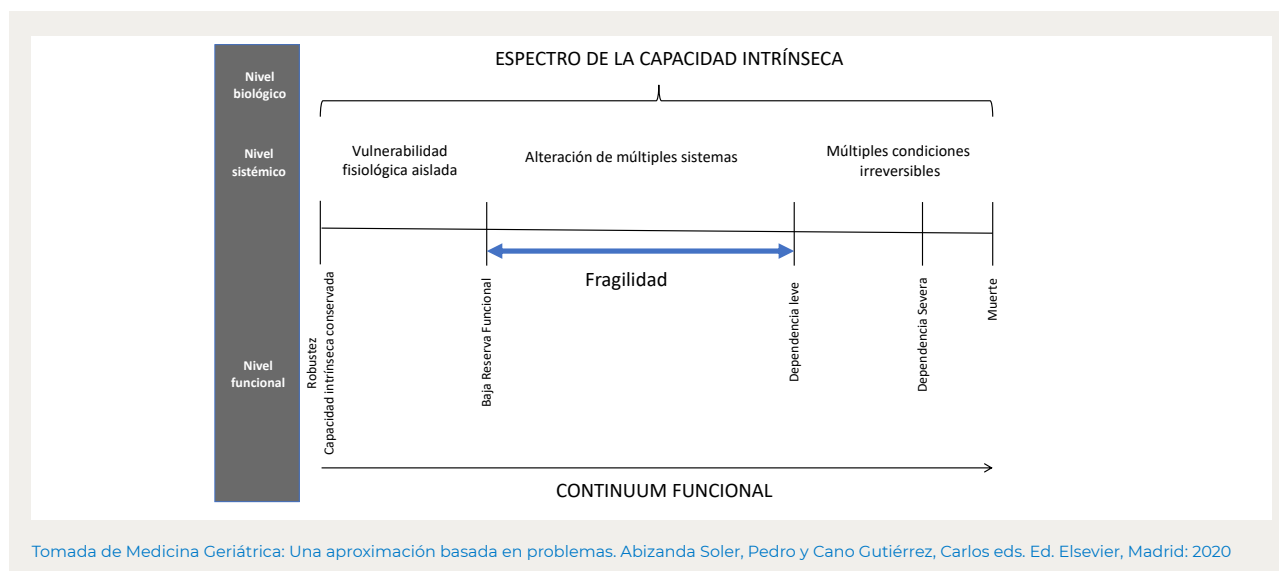 ESPECTRO DE LA CAPACIDAD INTRÍNSECA
Nivel
biológico
Nivel
sistémico
Vulnerabilidad
fisiológica aislada
Alteración de múltiples sistemas
Múltiples condiciones
irreversibles
Fragilidad
Nivel
funcional
Robustez
Capacidad intrínseca conservada
Baja Reserva Funcional
Dependencia leve
Dependencia Severa
Muerte
CONTINUUM FUNCIONAL
Tomada de Medicina Geriátrica: Una aproximación basada en problemas. Abizanda Soler, Pedro y Cano Gutiérrez, Carlos eds. Ed. Elsevier, Madrid: 2020